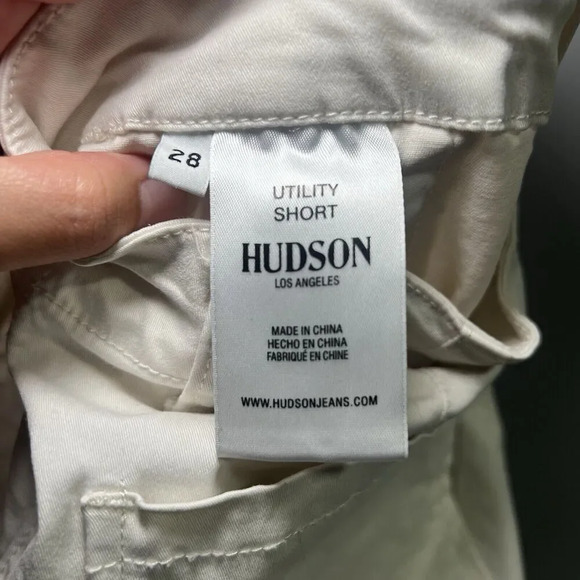 28
UTILITY
SHORT
HUDSON
LOS ANGELES
MADE IN CHINA
HECHO EN CHINA
FABRIQUÉ EN CHINE
WWW.HUDSONJEANS.COM